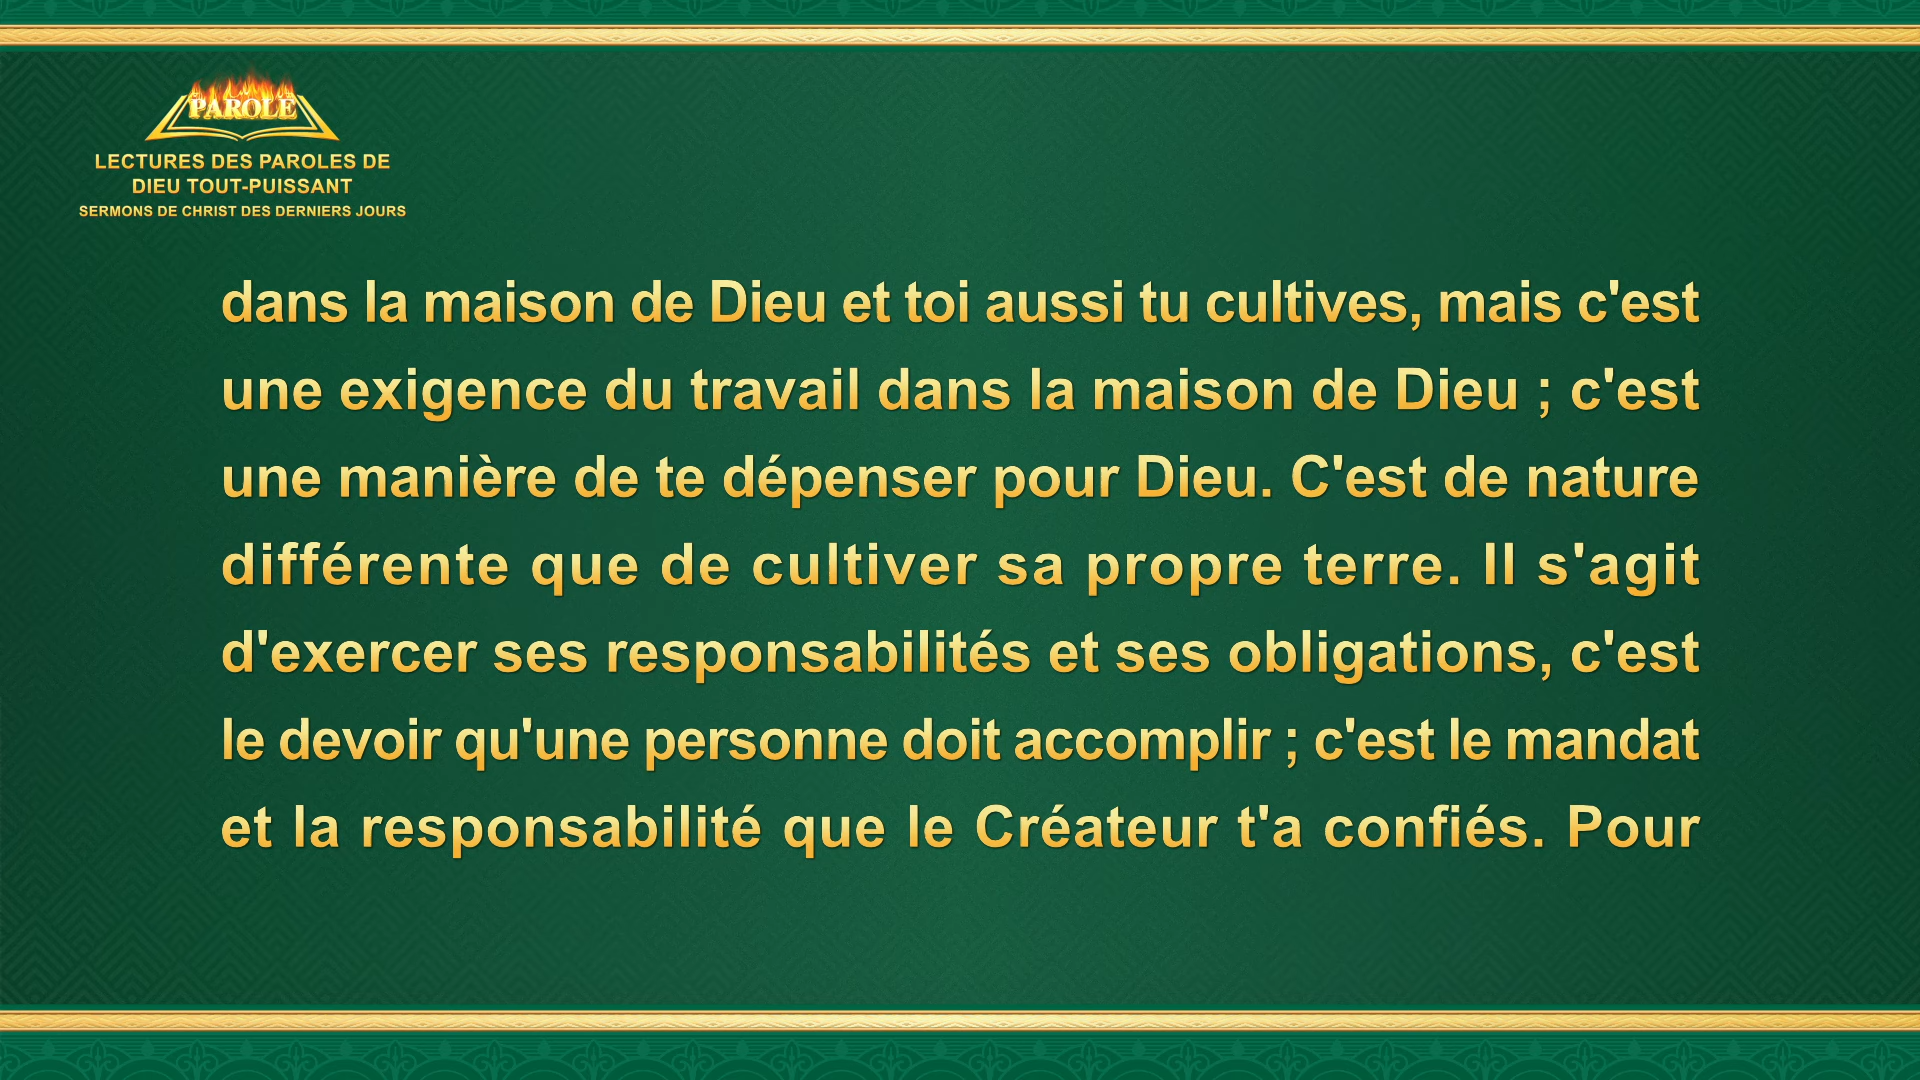 PAROLE
LECTURES DES PAROLES DE
DIEU TOUT-PUISSANT
SERMONS DE CHRIST DES DERNIERS JOURS
dans la maison de Dieu et toi aussi tu cultives, mais c'est
une exigence du travail dans la maison de Dieu ; c'est
une manière de te dépenser pour Dieu. C'est de nature
différente que de cultiver sa propre terre. Il s'agit
d'exercer ses responsabilités et ses obligations, c'est
le devoir qu'une personne doit accomplir ; c'est le mandat
et la responsabilité que le Créateur t'a confiés. Pour